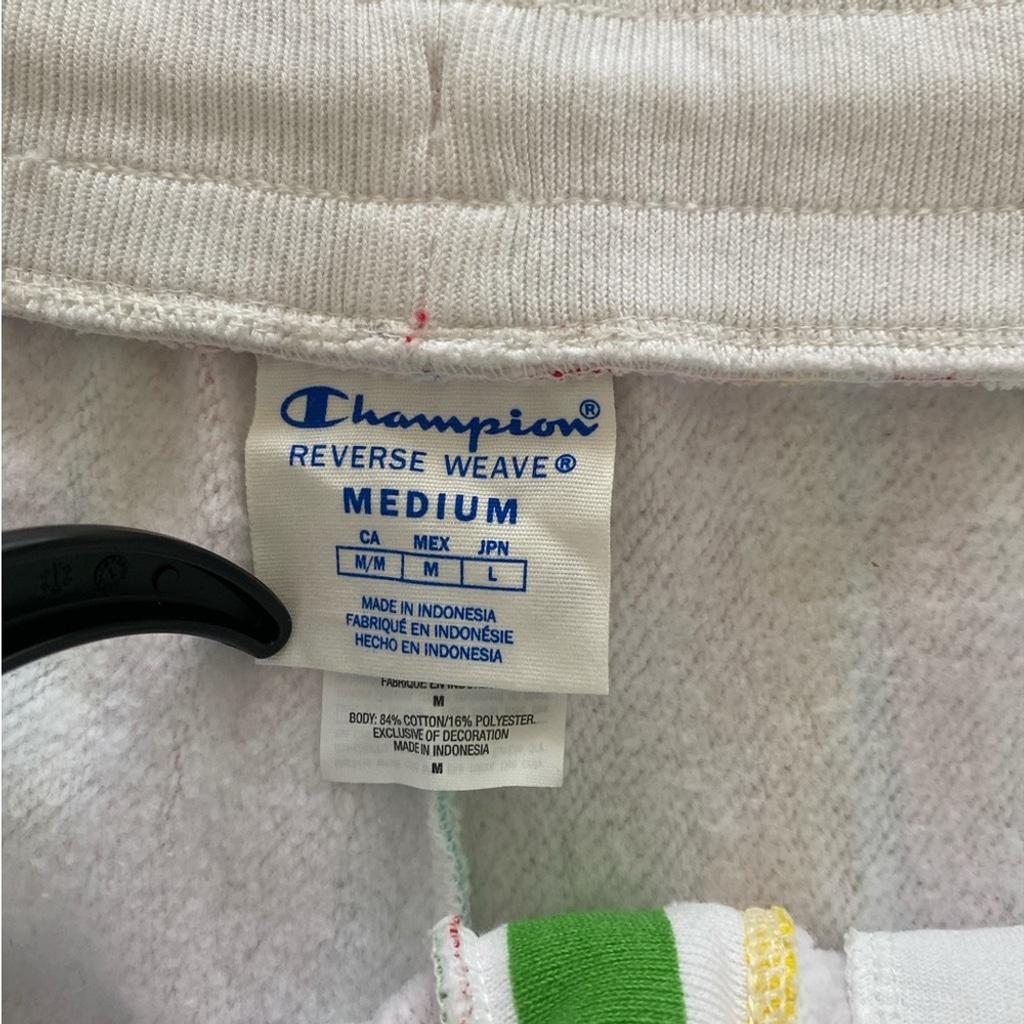 Champion®
REVERSE WEAVE®
MEDIUM
CA MEX JPN
M/M M L
MADE IN INDONESIA
FABRIQUÉ EN INDONÉSIE
HECHO EN INDONESIA
M
BODY: 84% COTTON/16% POLYESTER.
EXCLUSIVE OF DECORATION
MADE IN INDONESIA
M